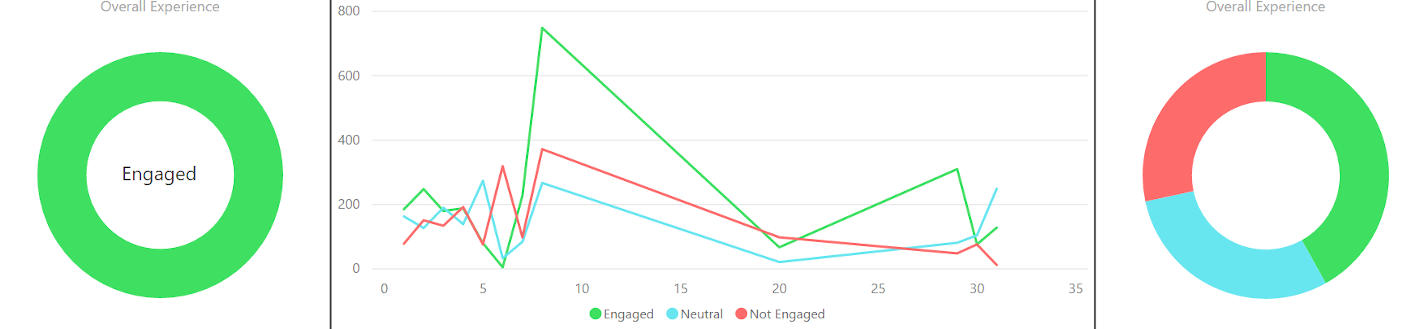 Overall Experience
Engaged
800
600
400
200
0
0 5 10 15 20 25 30 35
Engaged Neutral Not Engaged
Overall Experience